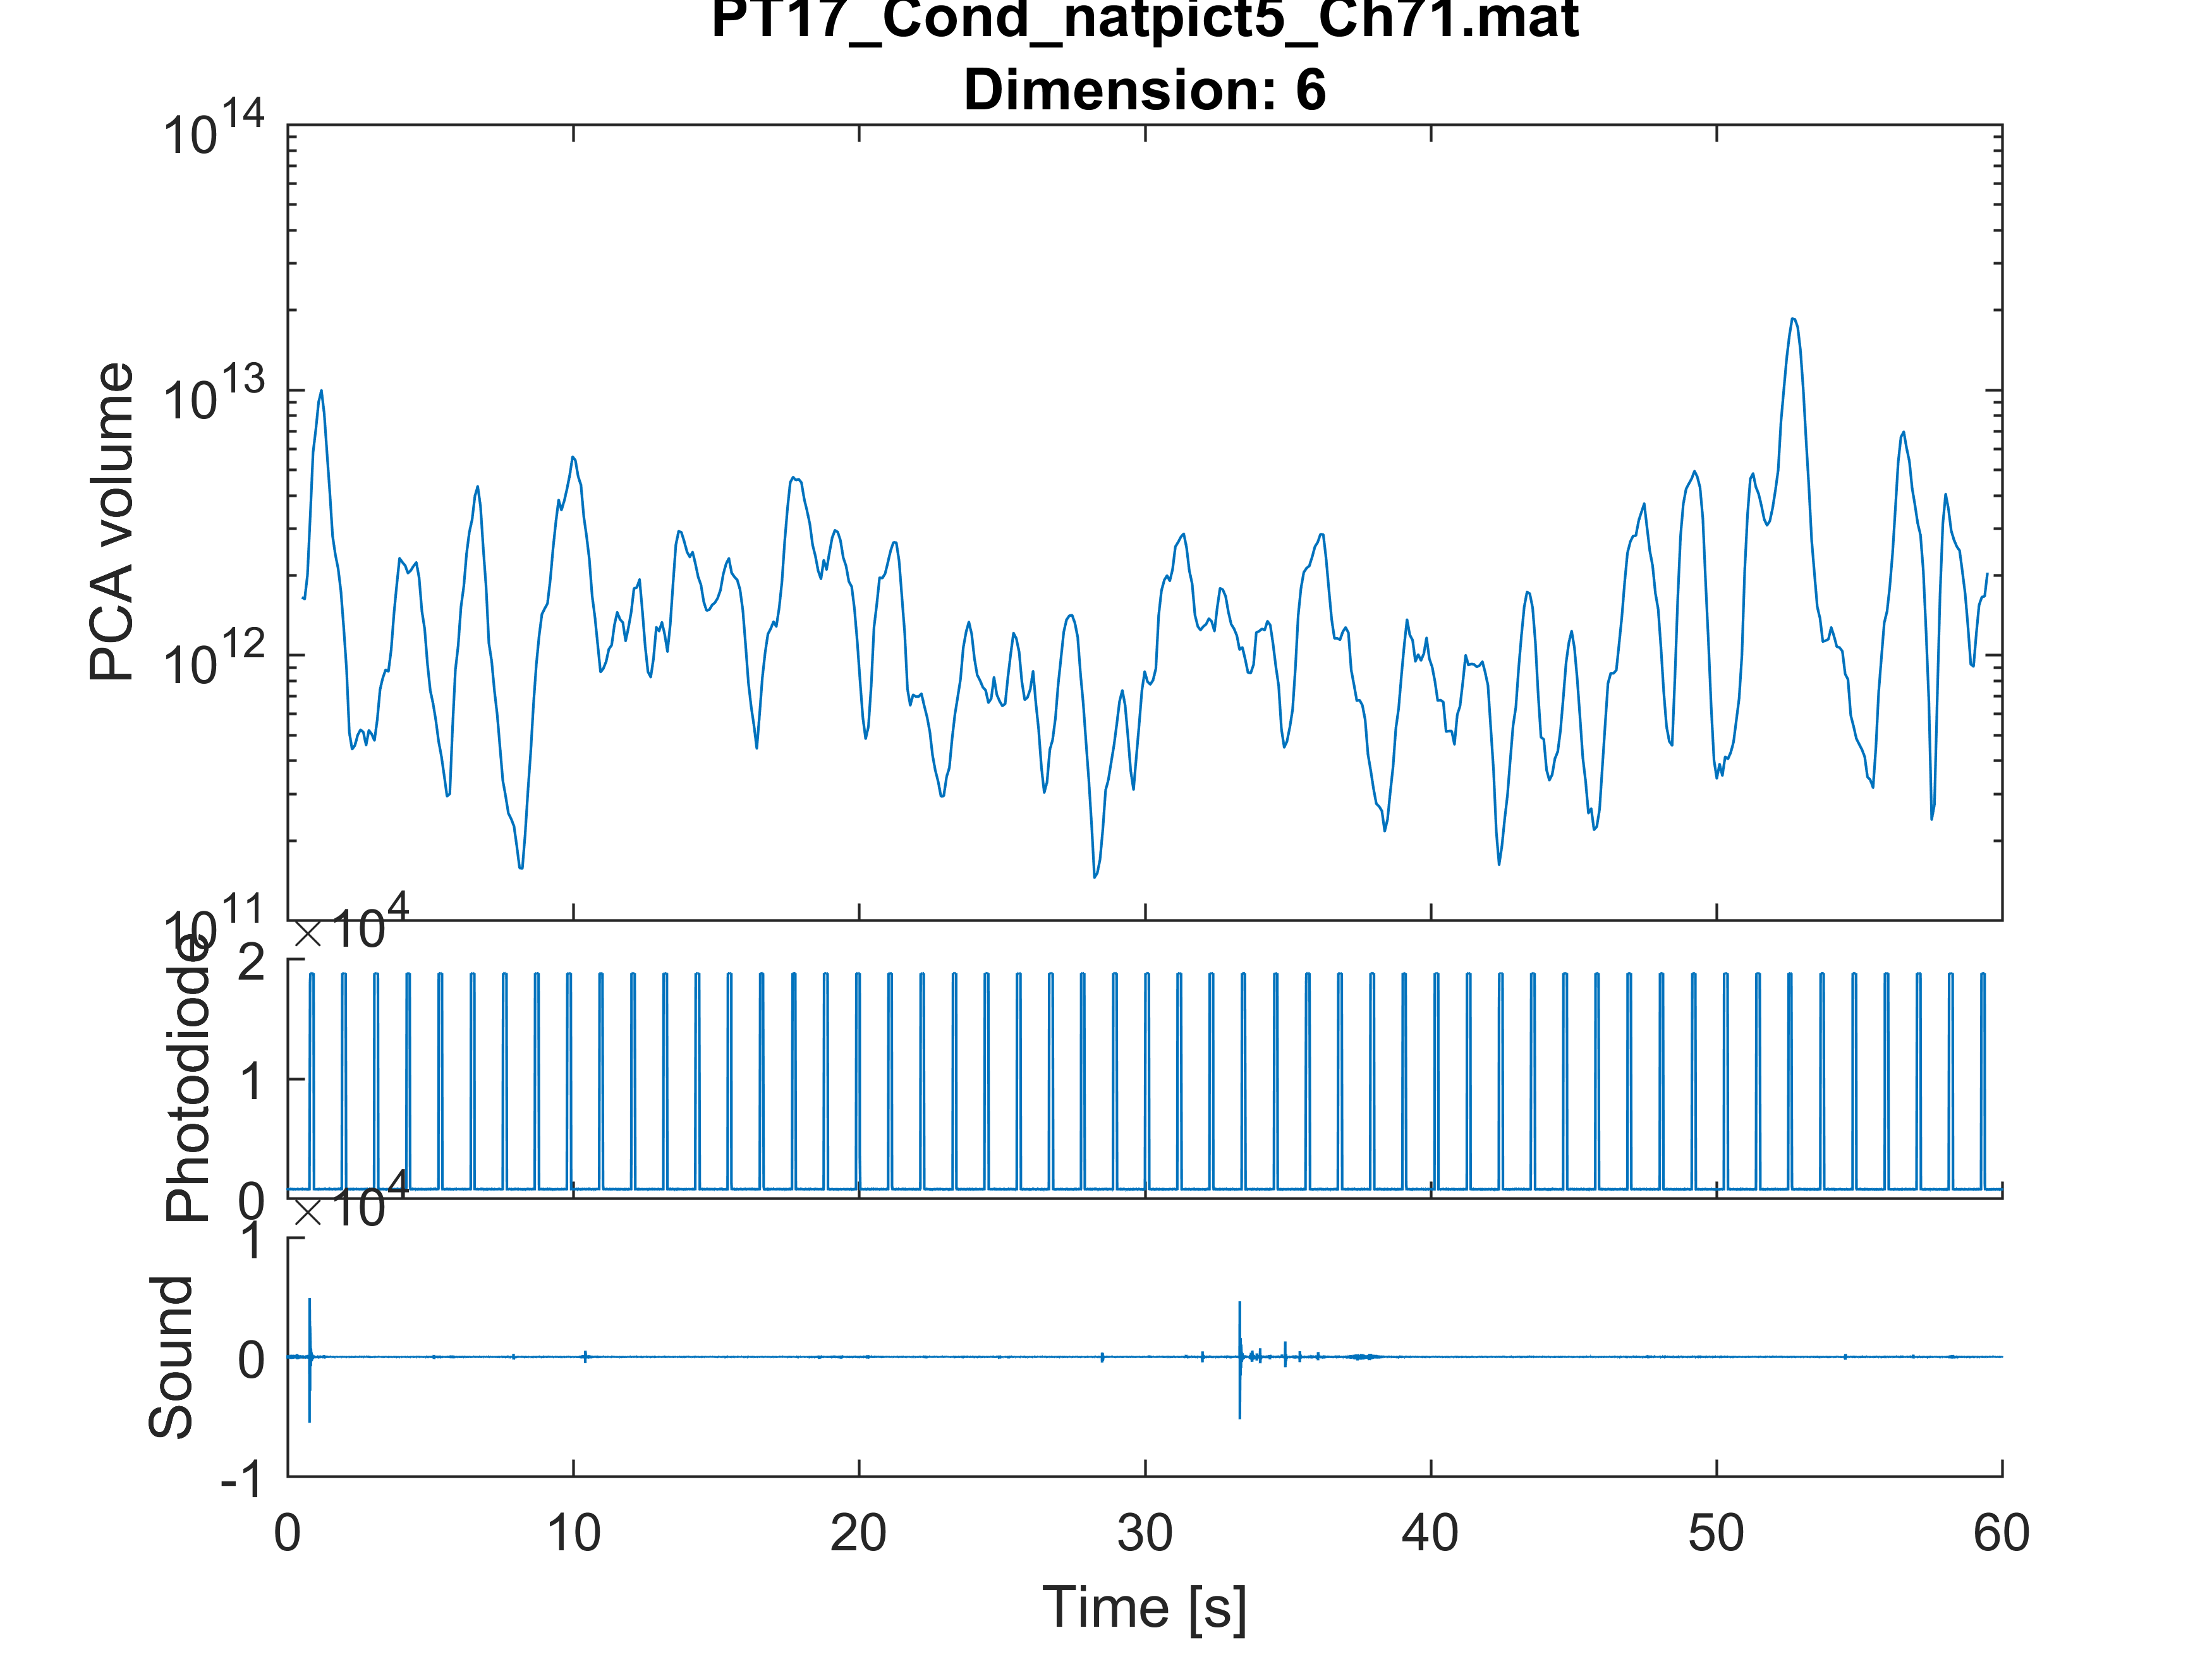 PT17_Cond_natpict5_Ch71.mat
Dimension: 6
10^14
10^13
10^12
10^11
PCA volume
×10^4
2
1
0
Photodiode
×10^4
1
0
-1
Sound
0 10 20 30 40 50 60
Time [s]